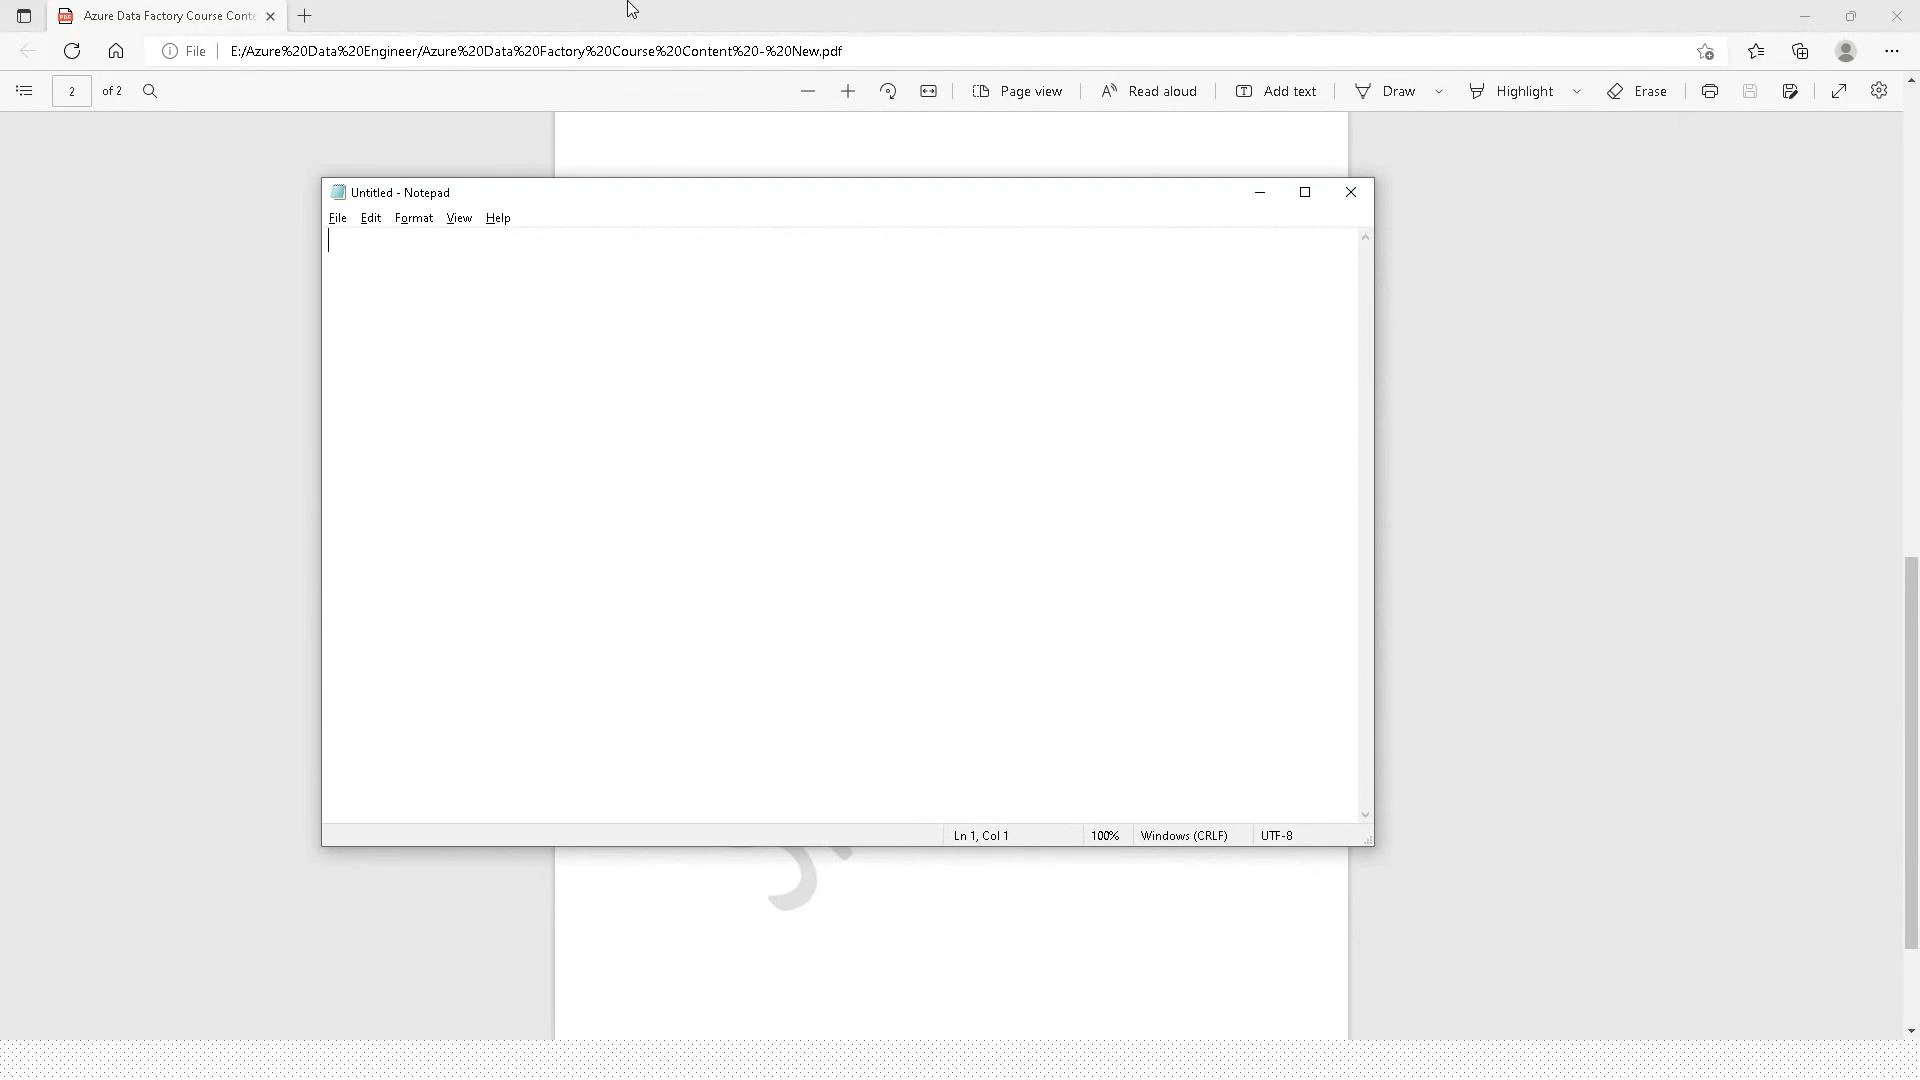 Azure Data Factory Course Conte
File
E:/Azure%20Data%20Engineer/Azure%20Data%20Factory%20Course%20Content%20-%20New.pdf
2 of 2
Page view
Read aloud
Add text
Draw
Highlight
Erase
Untitled - Notepad
File Edit Format View Help
Ln 1, Col 1
100%
Windows (CRLF)
UTF-8